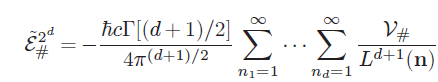 $$\tilde{\mathcal{E}}_{\#}^{2^d} = -\frac{\hbar c \Gamma[(d+1)/2]}{4\pi^{(d+1)/2}} \sum_{n_1=1}^{\infty} \cdots \sum_{n_d=1}^{\infty} \frac{\mathcal{V}_{\#}}{L^{d+1}(\mathbf{n})}$$